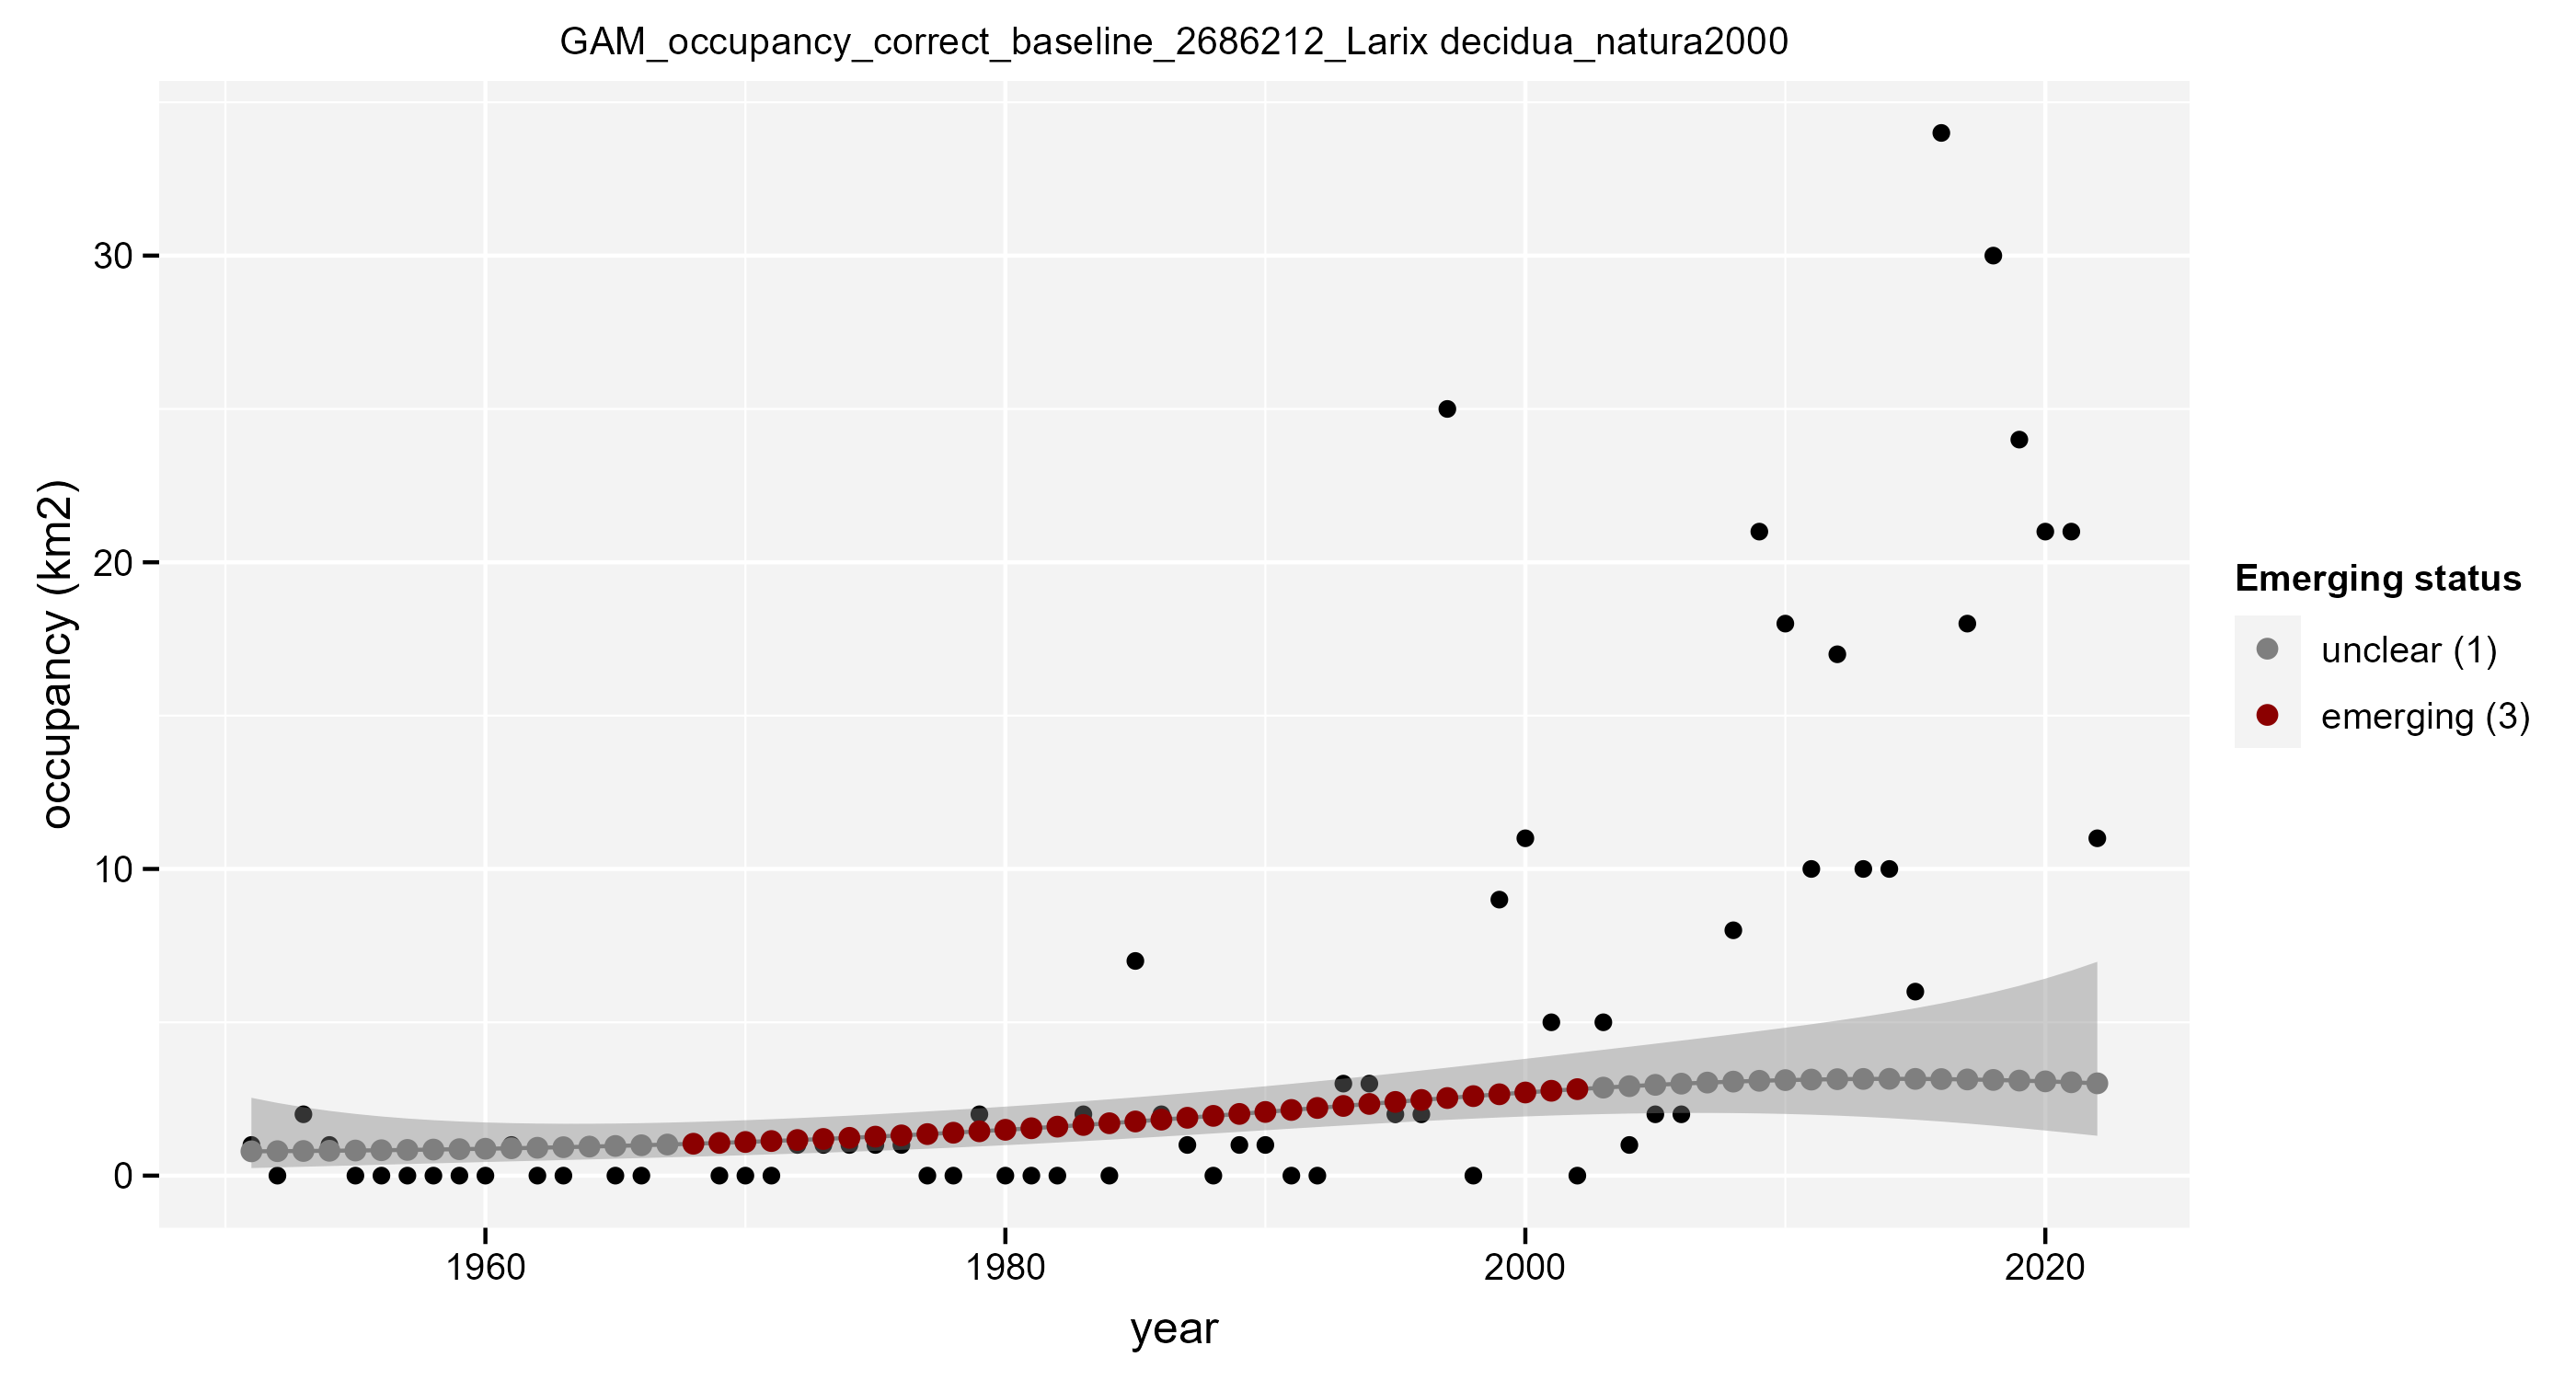 GAM_occupancy_correct_baseline_2686212_Larix decidua_natura2000
occupancy (km2)
30
20
10
0
1960
1980
2000
2020
year
Emerging status
unclear (1)
emerging (3)